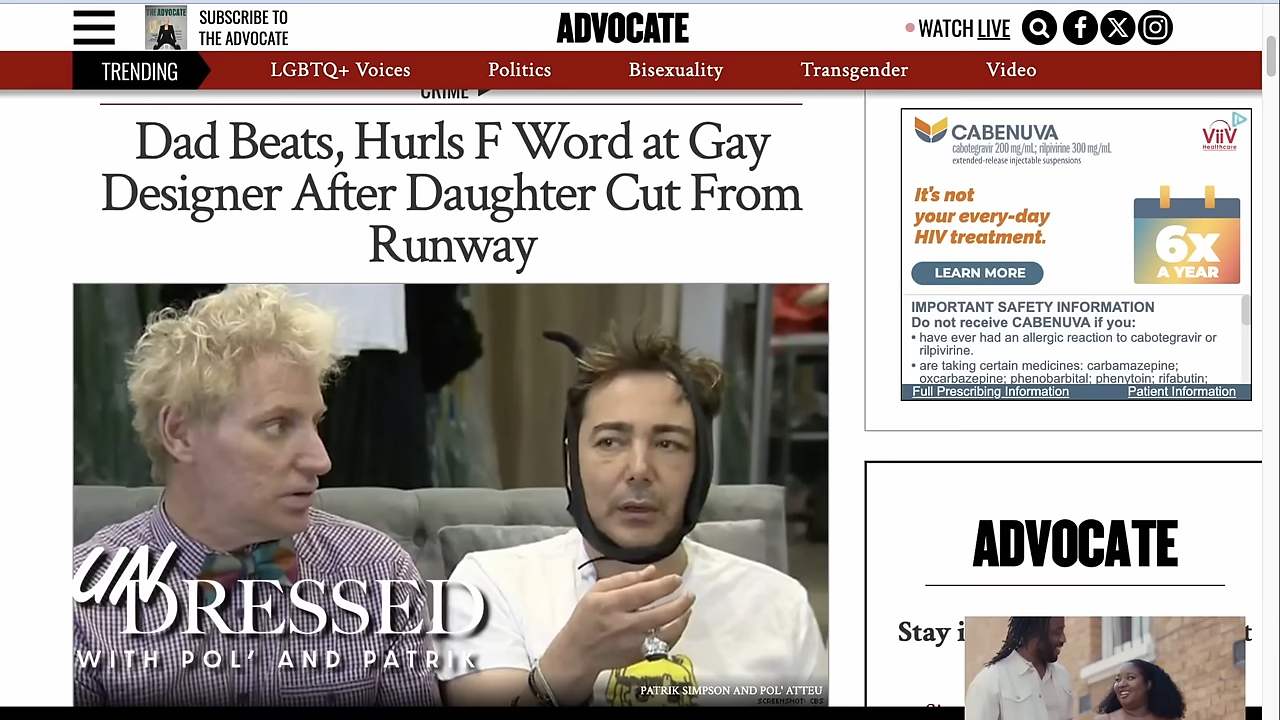 SUBSCRIBE TO
THE ADVOCATE
THE ADVOCATE
ADVOCATE
WATCH LIVE
TRENDING
LGBTQ+ Voices
Politics
Bisexuality
Transgender
Video
CRIME
Dad Beats, Hurls F Word at Gay
Designer After Daughter Cut From
Runway
UNDRESSED
WITH POL' AND PATRIK
PATRIK SIMPSON AND POL' ATTEU
SCREENSHOT: CBS
CABENUVA
cabotegravir 200 mg/mL; rilpivirine 300 mg/mL
extended-release injectable suspensions
ViiV
Healthcare
It's not
your every-day
HIV treatment.
6X
A YEAR
LEARN MORE
IMPORTANT SAFETY INFORMATION
Do not receive CABENUVA if you:
• have ever had an allergic reaction to cabotegravir or
rilpivirine.
• are taking certain medicines: carbamazepine;
oxcarbazepine; phenobarbital; phenytoin; rifabutin;
Full Prescribing Information
Patient Information
ADVOCATE
Stay